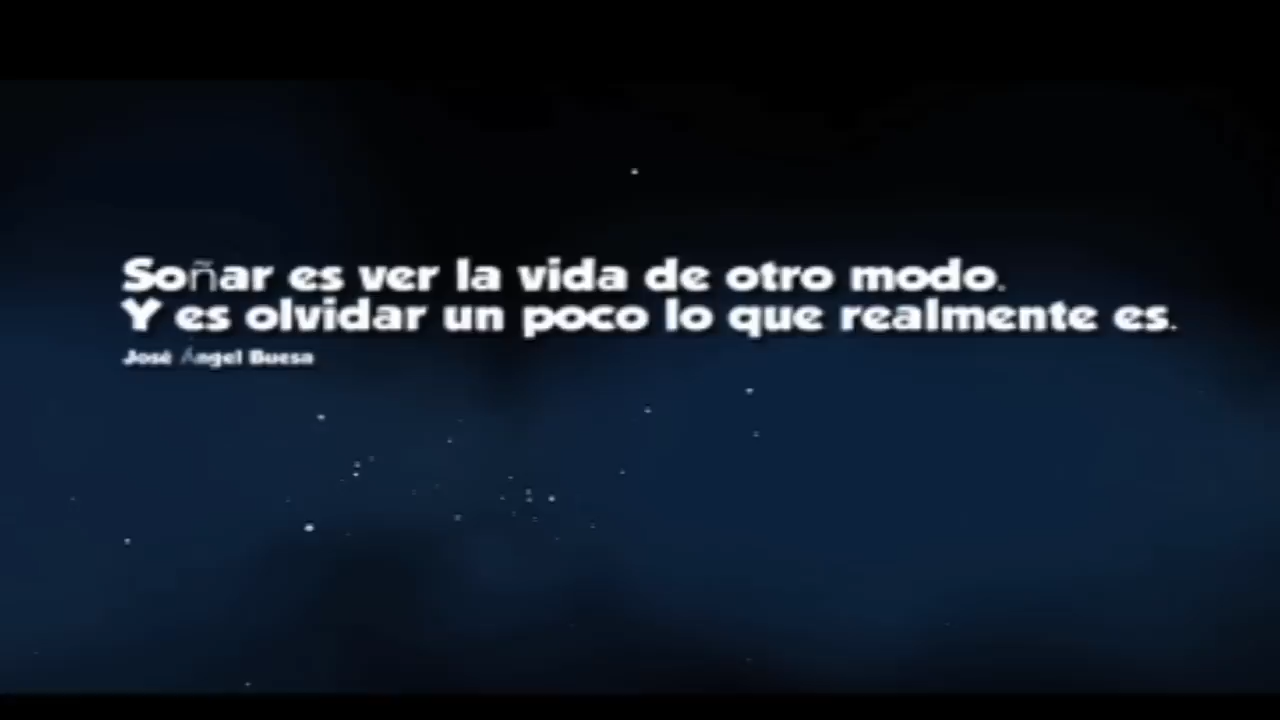 Soñar es ver la vida de otro modo.
Y es olvidar un poco lo que realmente es.
José Ángel Buesa